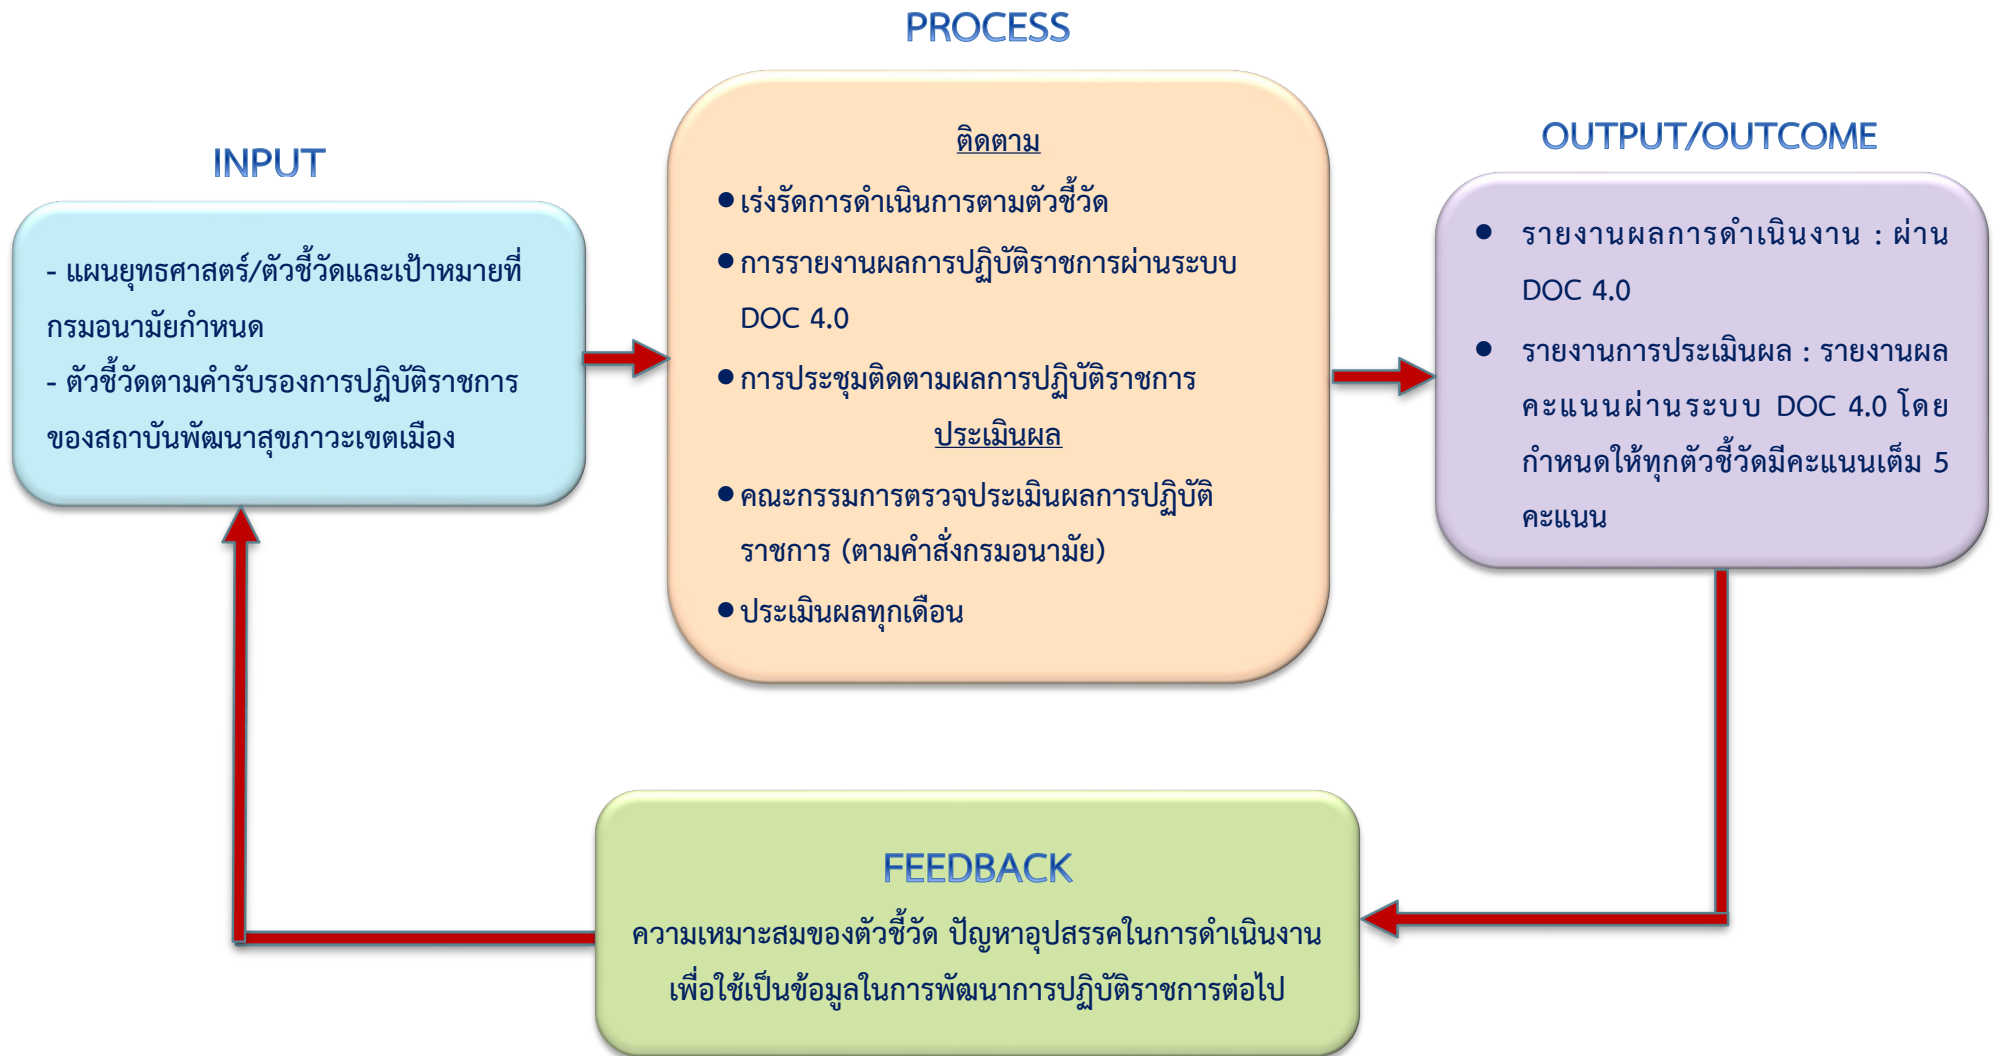 PROCESS
INPUT
- แผนยุทธศาสตร์/ตัวชี้วัดและเป้าหมายที่
กรมอนามัยกำหนด
- ตัวชี้วัดตามคำรับรองการปฏิบัติราชการ
ของสถาบันพัฒนาสุขภาวะเขตเมือง
ติดตาม
● เร่งรัดการดำเนินการตามตัวชี้วัด
● การรายงานผลการปฏิบัติราชการผ่านระบบ
DOC 4.0
● การประชุมติดตามผลการปฏิบัติราชการ
ประเมินผล
● คณะกรรมการตรวจประเมินผลการปฏิบัติ
ราชการ (ตามคำสั่งกรมอนามัย)
● ประเมินผลทุกเดือน
OUTPUT/OUTCOME
● รายงานผลการดำเนินงาน : ผ่าน
DOC 4.0
● รายงานการประเมินผล : รายงานผล
คะแนนผ่านระบบ DOC 4.0 โดย
กำหนดให้ทุกตัวชี้วัดมีคะแนนเต็ม 5
คะแนน
FEEDBACK
ความเหมาะสมของตัวชี้วัด ปัญหาอุปสรรคในการดำเนินงาน
เพื่อใช้เป็นข้อมูลในการพัฒนาการปฏิบัติราชการต่อไป